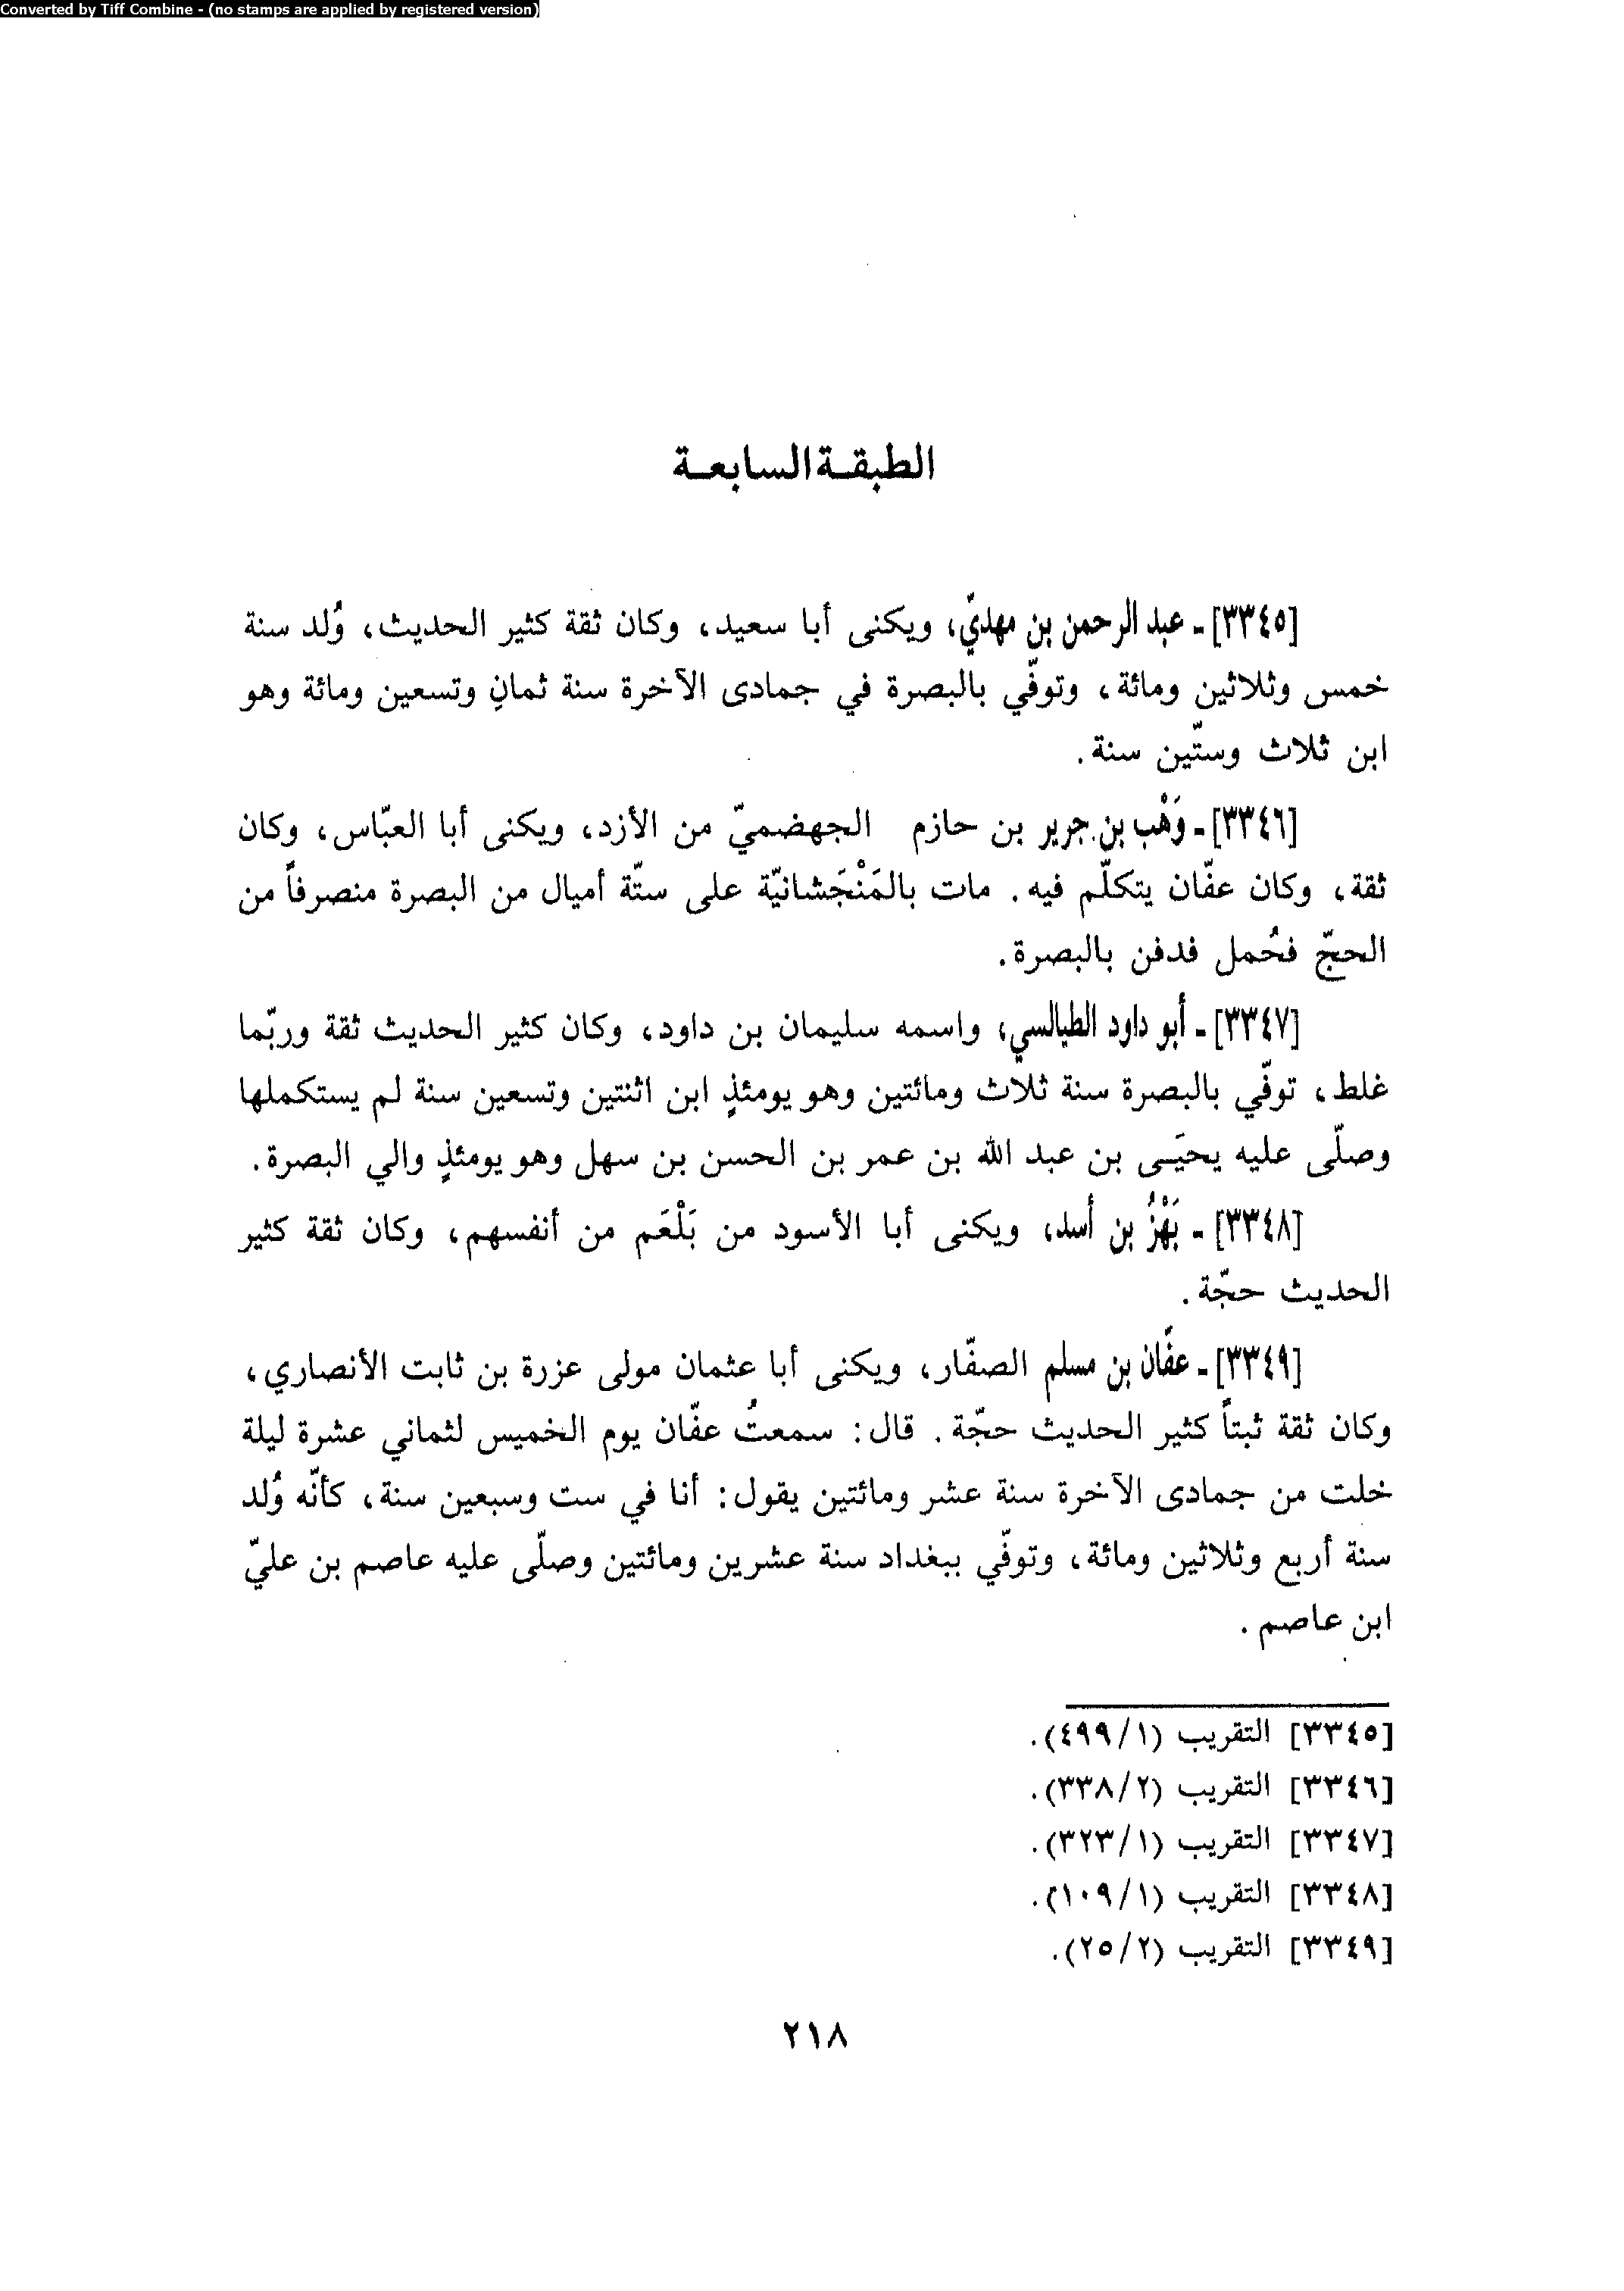 Converted by Tiff Combine - (no stamps are applied by registered version)
الطبقة السابعة
[٣٣٤٥] ـ عبد الرحمن بن مهديّ، ويكنى أبا سعيد، وكان ثقة كثير الحديث، وُلد سنة
خمس وثلاثين ومائة، وتوفّي بالبصرة في جمادى الآخرة سنة ثمانٍ وتسعين ومائة وهو
ابن ثلاث وستّين سنة.
[٣٣٤٦] ـ وَهْب بن جرير بن حازم الجهضميّ من الأزد، ويكنى أبا العبّاس، وكان
ثقة، وكان عفّان يتكلّم فيه. مات بالمَنْجَشانيّة على ستّة أميال من البصرة منصرفاً من
الحجّ فحُمل فدفن بالبصرة.
[٣٣٤٧] ـ أبو داود الطيالسي، واسمه سليمان بن داود، وكان كثير الحديث ثقة وربّما
غلط، توفّي بالبصرة سنة ثلاث ومائتين وهو يومئذٍ ابن اثنتين وتسعين سنة لم يستكملها
وصلّى عليه يحيَى بن عبد الله بن عمر بن الحسن بن سهل وهو يومئذٍ والي البصرة.
[٣٣٤٨] ـ بَهْزُ بن أسد، ويكنى أبا الأسود من بَلْعَم من أنفسهم، وكان ثقة كثير
الحديث حجّة.
[٣٣٤٩] ـ عفّان بن مسلم الصفّار، ويكنى أبا عثمان مولى عزرة بن ثابت الأنصاري،
وكان ثقة ثبتاً كثير الحديث حجّة. قال: سمعتُ عفّان يوم الخميس لثماني عشرة ليلة
خلت من جمادى الآخرة سنة عشر ومائتين يقول: أنا في ست وسبعين سنة، كأنّه وُلد
سنة أربع وثلاثين ومائة، وتوفّي ببغداد سنة عشرين ومائتين وصلّى عليه عاصم بن عليّ
ابن عاصم.
[٣٣٤٥] التقريب (١/٤٩٩).
[٣٣٤٦] التقريب (٢/٣٣٨).
[٣٣٤٧] التقريب (١/٣٢٣).
[٣٣٤٨] التقريب (١/١٠٩).
[٣٣٤٩] التقريب (٢/٢٥).
٢١٨